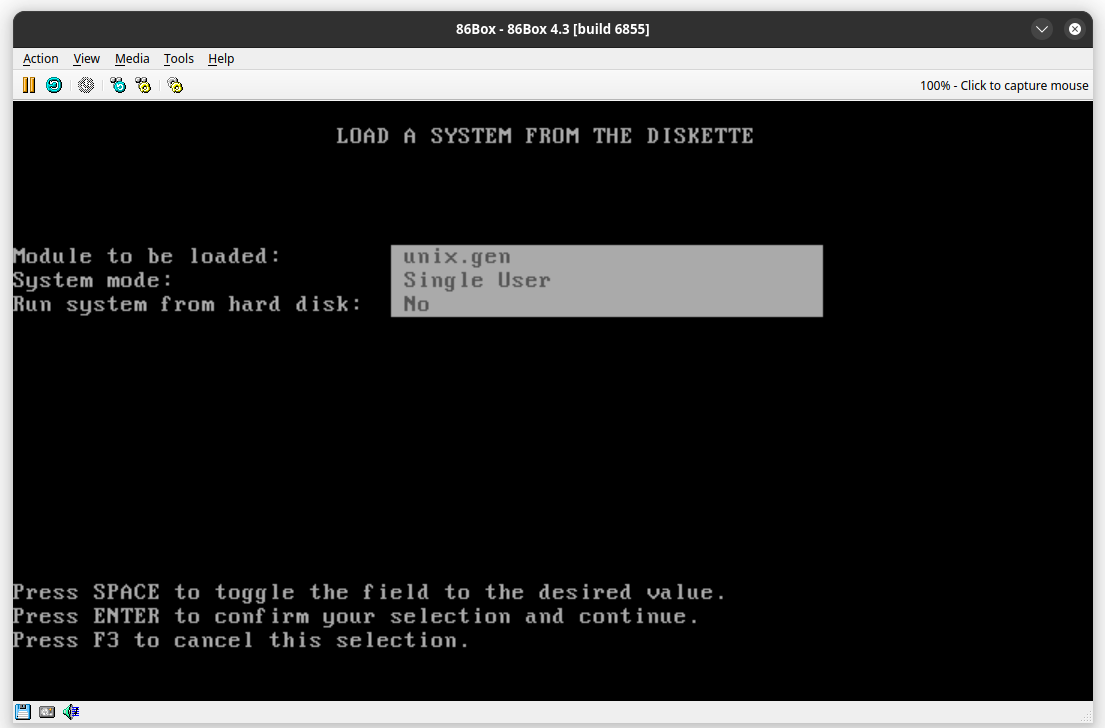 86Box - 86Box 4.3 [build 6855]
Action View Media Tools Help
100% - Click to capture mouse
LOAD A SYSTEM FROM THE DISKETTE
Module to be loaded: unix.gen
System mode: Single User
Run system from hard disk: No
Press SPACE to toggle the field to the desired value.
Press ENTER to confirm your selection and continue.
Press F3 to cancel this selection.